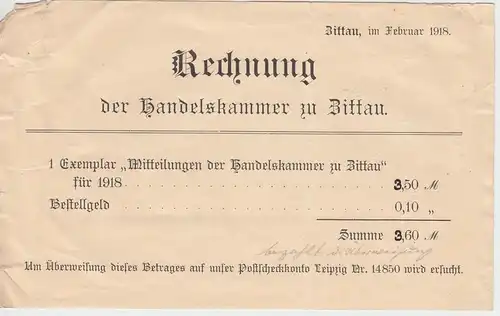 Zittau, im Februar 1918.
Rechnung
der Handelskammer zu Zittau.
1 Exemplar „Mitteilungen der Handelskammer zu Zittau“
für 1918 . . . . . . . . . . . . . . . . 3,50 M
Bestellgeld . . . . . . . . . . . . . . . 0,10 „
Summe 3,60 M
bezahlt d. Überweisung
Um Überweisung dieses Betrages auf unser Postscheckkonto Leipzig Nr. 14850 wird ersucht.